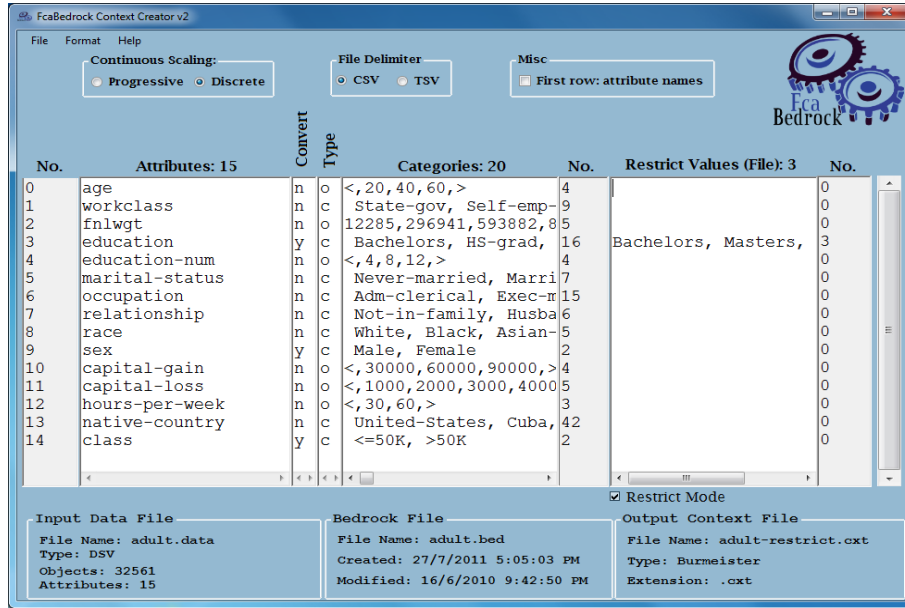 FcaBedrock Context Creator v2
File Format Help
Continuous Scaling:
Progressive Discrete
File Delimiter
CSV TSV
Misc
First row: attribute names
Fca
Bedrock
No. Attributes: 15 Convert Type Categories: 20 No. Restrict Values (File): 3 No.
0 age n o <,20,40,60,> 4 0
1 workclass n c State-gov, Self-emp- 9 0
2 fnlwgt n o 12285,296941,593882,8 5 0
3 education y c Bachelors, HS-grad, 16 Bachelors, Masters, 3
4 education-num n o <,4,8,12,> 4 0
5 marital-status n c Never-married, Marri 7 0
6 occupation n c Adm-clerical, Exec-m 15 0
7 relationship n c Not-in-family, Husba 6 0
8 race n c White, Black, Asian- 5 0
9 sex y c Male, Female 2 0
10 capital-gain n o <,30000,60000,90000,> 4 0
11 capital-loss n o <,1000,2000,3000,4000 5 0
12 hours-per-week n o <,30,60,> 3 0
13 native-country n c United-States, Cuba, 42 0
14 class y c <=50K, >50K 2 0
Restrict Mode
Input Data File
File Name: adult.data
Type: DSV
Objects: 32561
Attributes: 15
Bedrock File
File Name: adult.bed
Created: 27/7/2011 5:05:03 PM
Modified: 16/6/2010 9:42:50 PM
Output Context File
File Name: adult-restrict.cxt
Type: Burmeister
Extension: .cxt